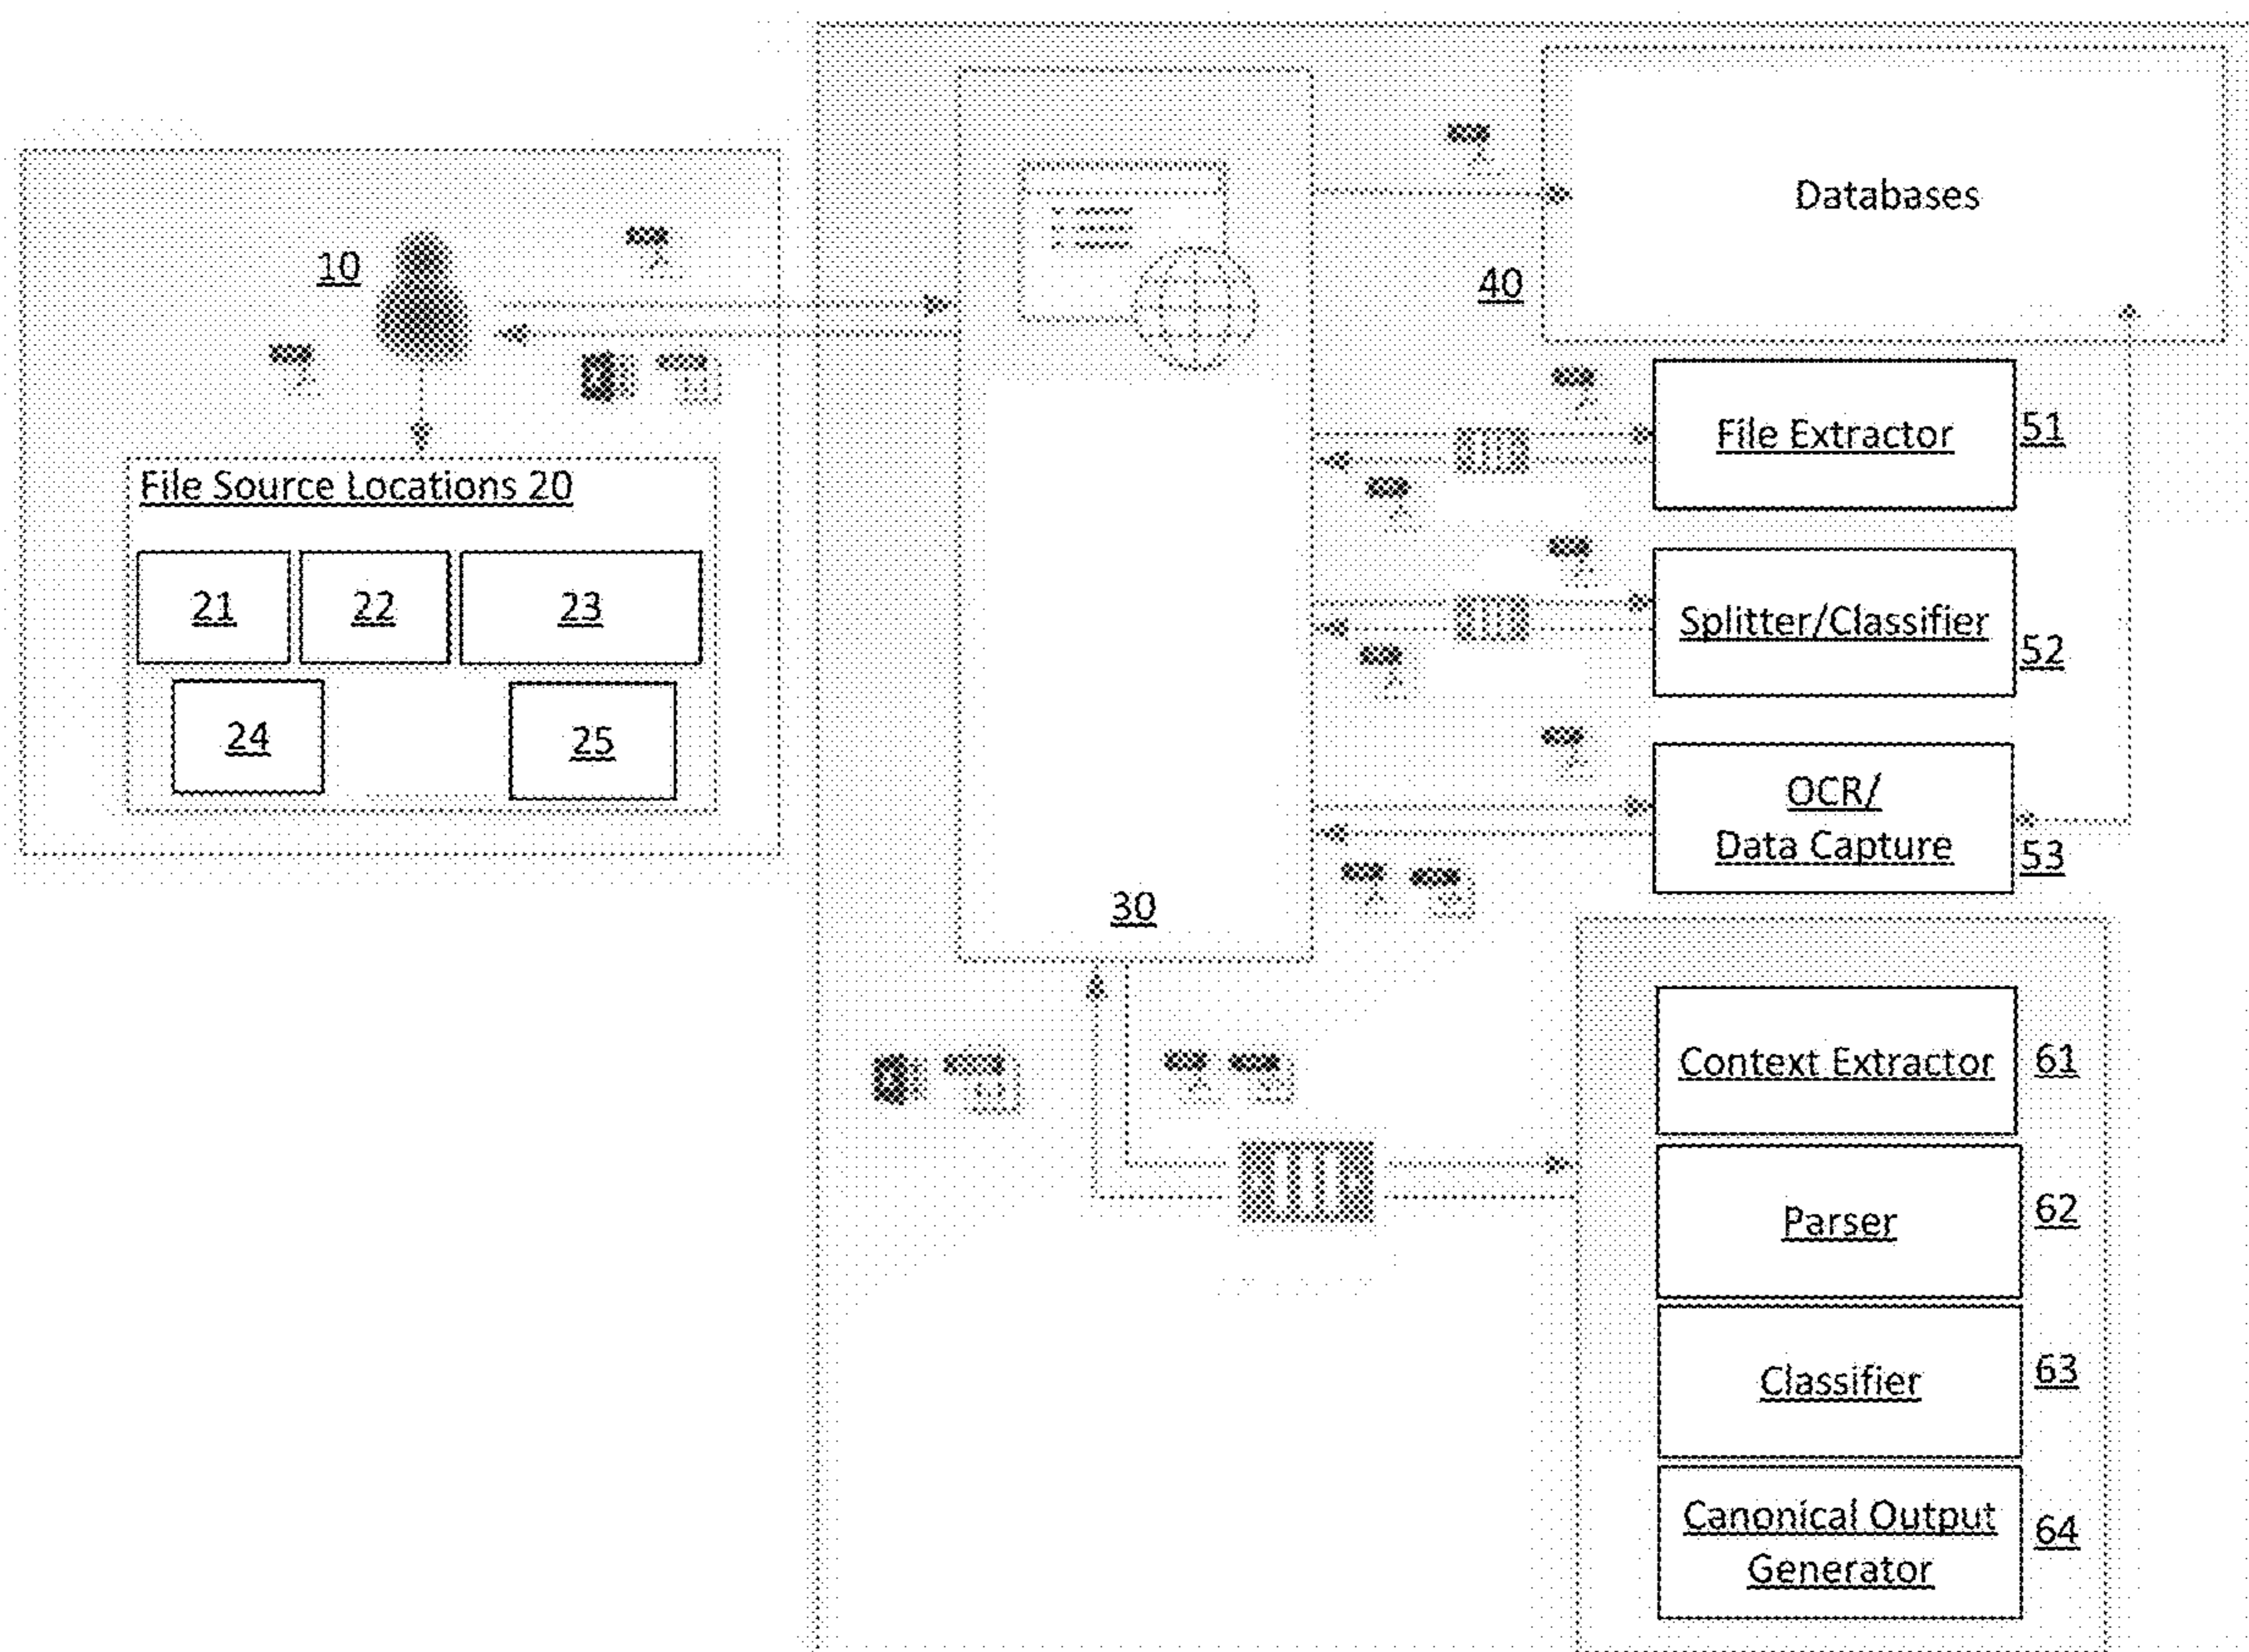 10
File Source Locations 20
21
22
23
24
25
30
Databases
40
File Extractor
51
Splitter/Classifier
52
OCR/
Data Capture
53
Context Extractor
61
Parser
62
Classifier
63
Canonical Output
Generator
64